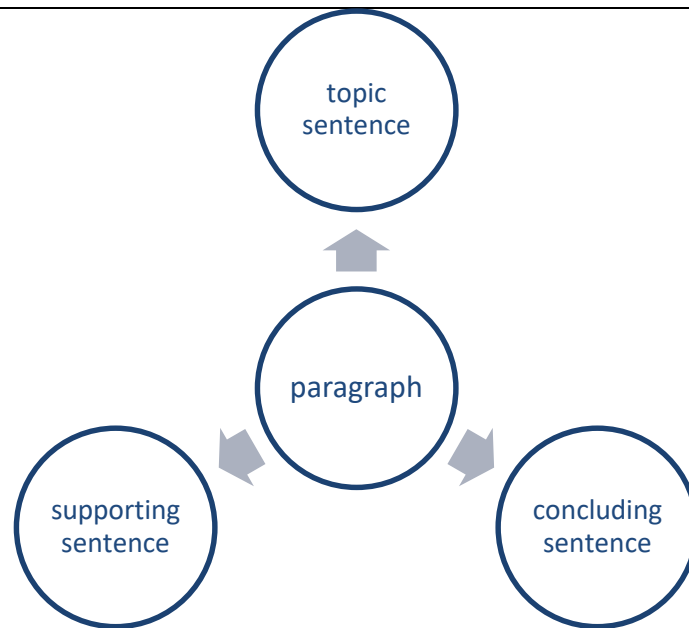 topic
sentence
paragraph
supporting
sentence
concluding
sentence